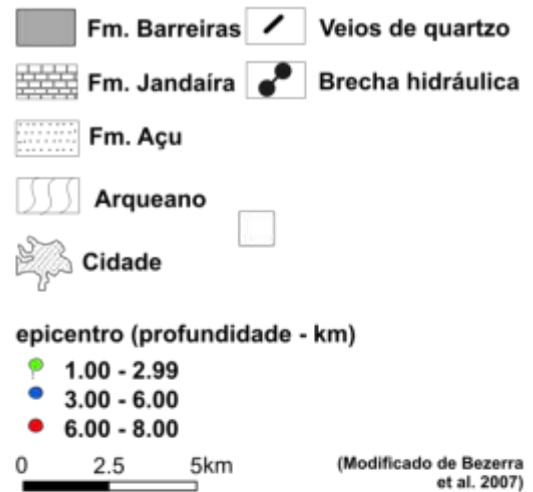 Fm. Barreiras
Veios de quartzo
Fm. Jandaíra
Brecha hidráulica
Fm. Açu
Arqueano
Cidade
epicentro (profundidade - km)
1.00 - 2.99
3.00 - 6.00
6.00 - 8.00
0 2.5 5km
(Modificado de Bezerra
et al. 2007)